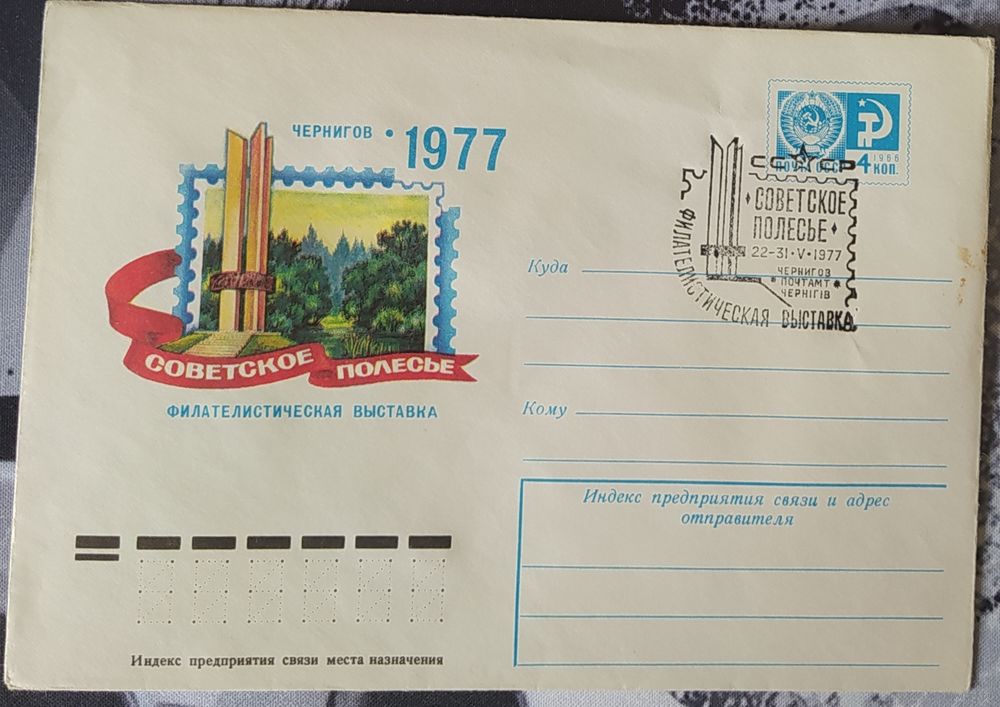 ЧЕРНИГОВ • 1977
СОВЕТСКОЕ ПОЛЕСЬЕ
ФИЛАТЕЛИСТИЧЕСКАЯ ВЫСТАВКА
1966
ПОЧТА СССР 4 КОП.
СССР
СОВЕТСКОЕ
ПОЛЕСЬЕ
22-31•V•1977
ЧЕРНИГОВ
ПОЧТАМТ
ЧЕРНІГІВ
ФИЛАТЕЛИСТИЧЕСКАЯ ВЫСТАВКА
Куда
Кому
Индекс предприятия связи и адрес
отправителя
Индекс предприятия связи места назначения